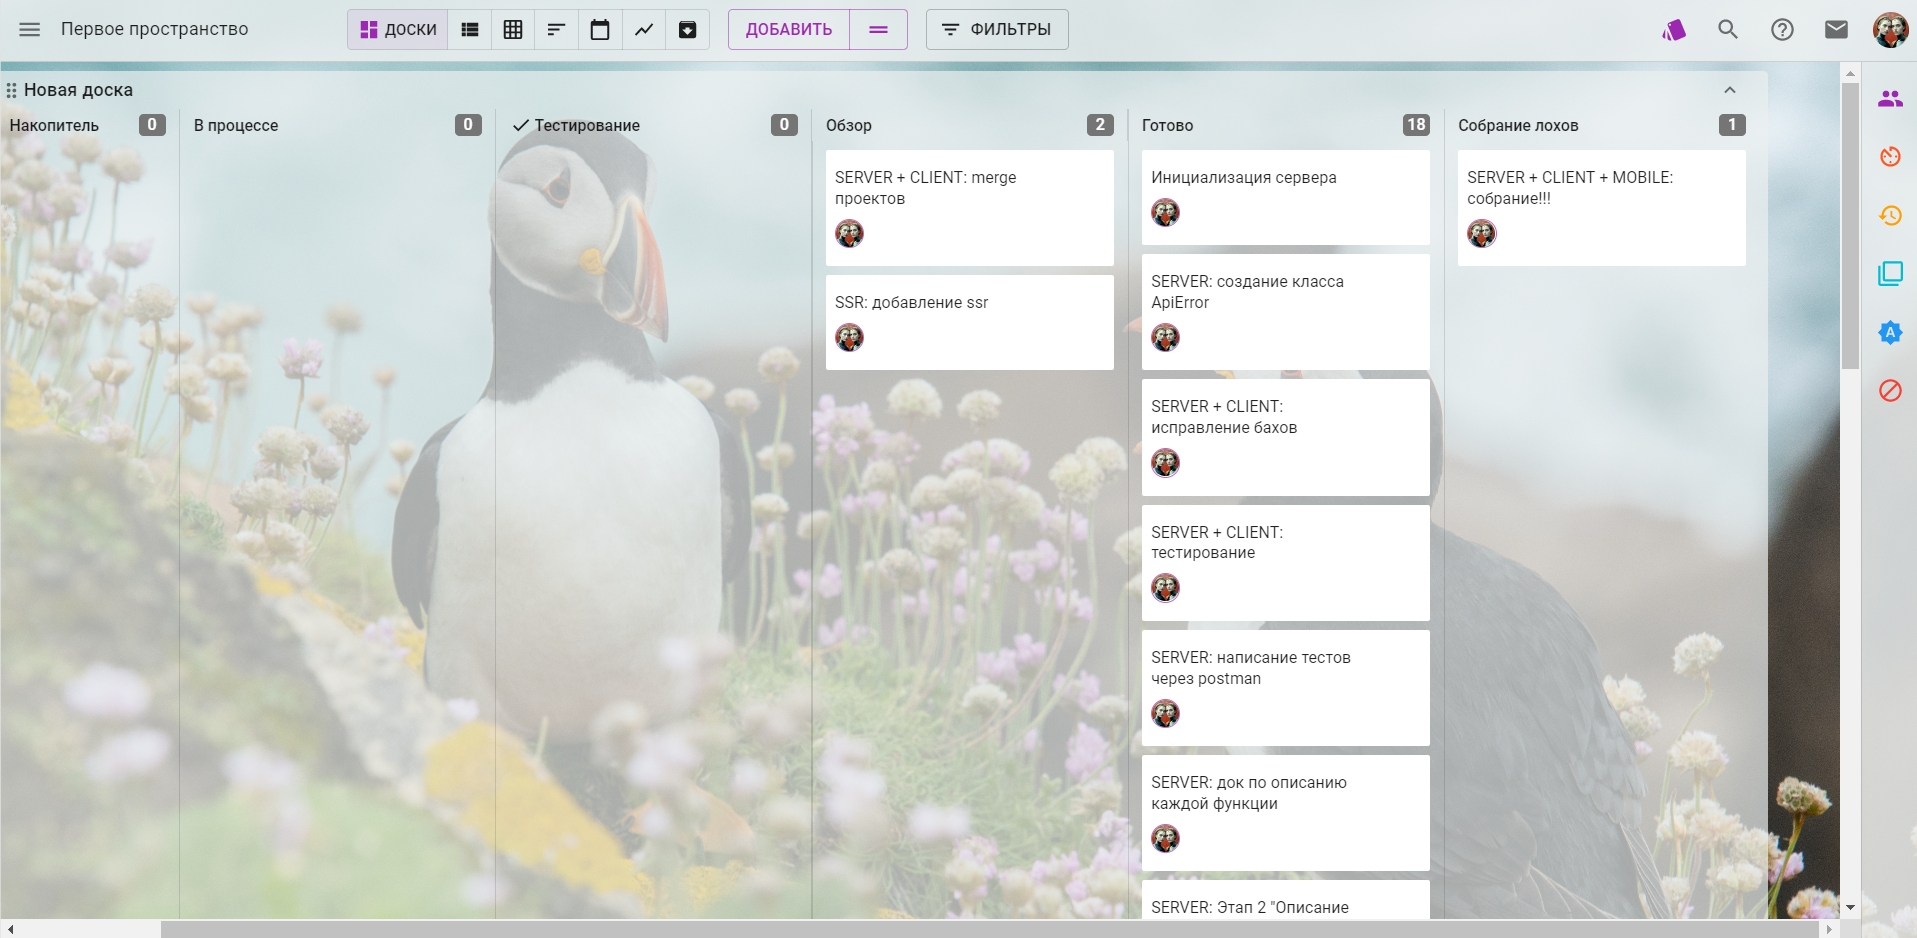 Первое пространство
ДОСКИ
ДОБАВИТЬ
ФИЛЬТРЫ
Новая доска
Накопитель 0
В процессе 0
Тестирование 0
Обзор 2
Готово 18
Собрание лохов 1
SERVER + CLIENT: merge
проектов
SSR: добавление ssr
Инициализация сервера
SERVER: создание класса
ApiError
SERVER + CLIENT:
исправление бахов
SERVER + CLIENT:
тестирование
SERVER: написание тестов
через postman
SERVER: док по описанию
каждой функции
SERVER: Этап 2 "Описание
SERVER + CLIENT + MOBILE:
собрание!!!
A